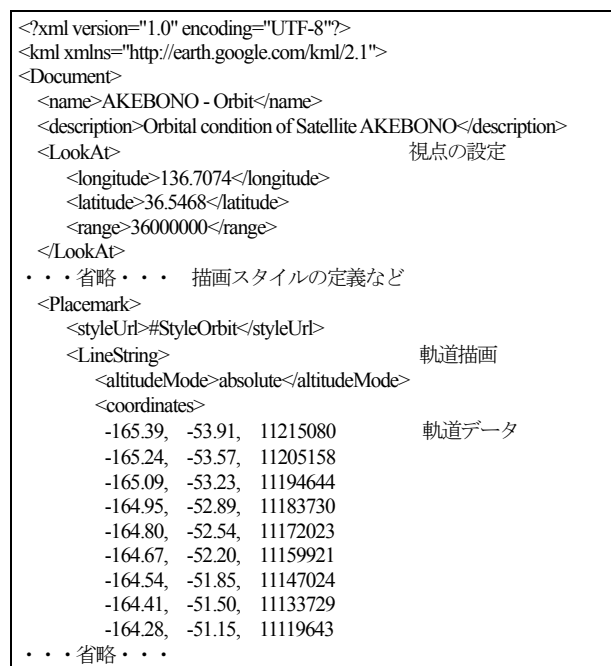 <?xml version="1.0" encoding="UTF-8"?>
<kml xmlns="http://earth.google.com/kml/2.1">
<Document>
<name>AKEBONO - Orbit</name>
<description>Orbital condition of Satellite AKEBONO</description>
<LookAt> 視点の設定
<longitude>136.7074</longitude>
<latitude>36.5468</latitude>
<range>36000000</range>
</LookAt>
・・・省略・・・ 描画スタイルの定義など
<Placemark>
<styleUrl>#StyleOrbit</styleUrl>
<LineString> 軌道描画
<altitudeMode>absolute</altitudeMode>
<coordinates>
-165.39, -53.91, 11215080 軌道データ
-165.24, -53.57, 11205158
-165.09, -53.23, 11194644
-164.95, -52.89, 11183730
-164.80, -52.54, 11172023
-164.67, -52.20, 11159921
-164.54, -51.85, 11147024
-164.41, -51.50, 11133729
-164.28, -51.15, 11119643
・・・省略・・・